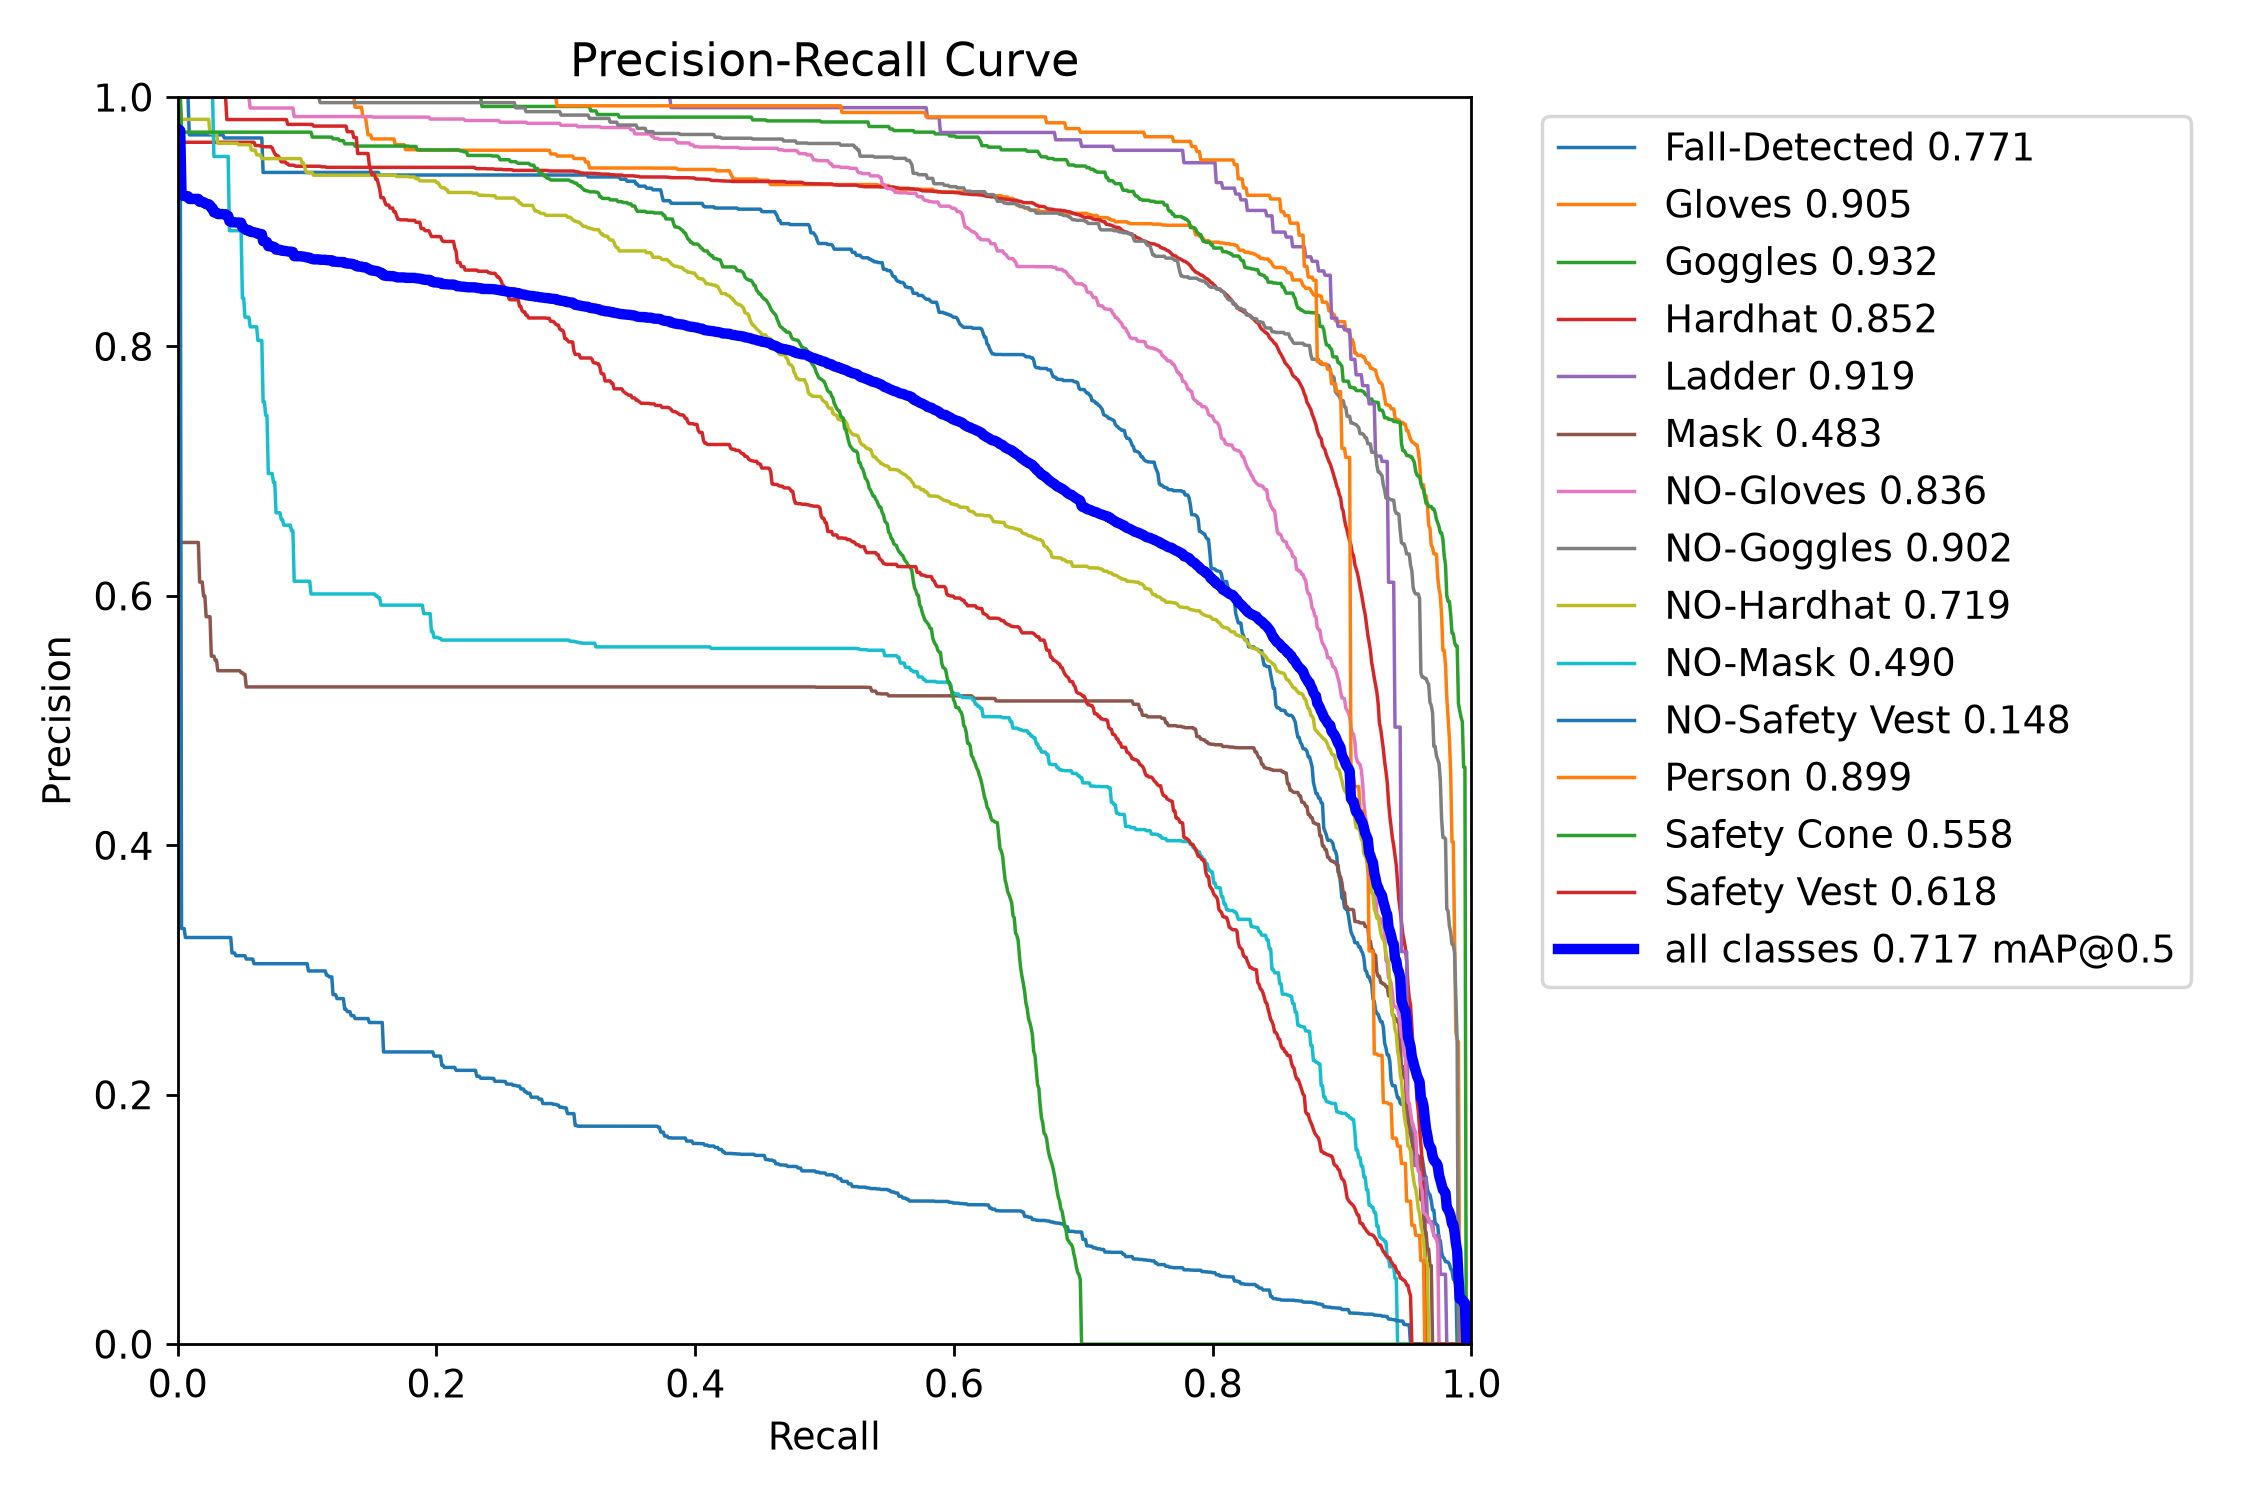 Precision-Recall Curve
1.0
0.8
0.6
0.4
0.2
0.0
Precision
0.0 0.2 0.4 0.6 0.8 1.0
Recall
Fall-Detected 0.771
Gloves 0.905
Goggles 0.932
Hardhat 0.852
Ladder 0.919
Mask 0.483
NO-Gloves 0.836
NO-Goggles 0.902
NO-Hardhat 0.719
NO-Mask 0.490
NO-Safety Vest 0.148
Person 0.899
Safety Cone 0.558
Safety Vest 0.618
all classes 0.717 mAP@0.5